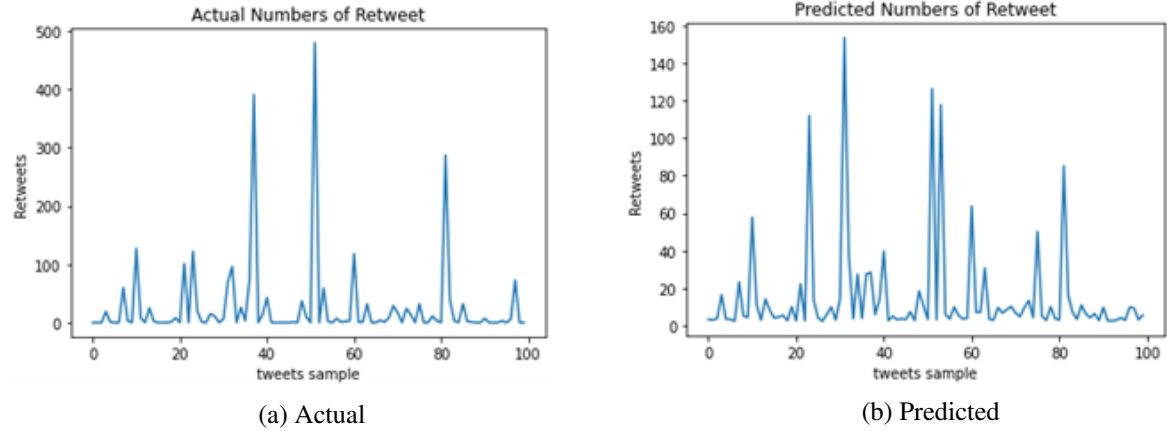 Actual Numbers of Retweet
500
400
300
200
100
0
Retweets
0 20 40 60 80 100
tweets sample
(a) Actual
Predicted Numbers of Retweet
160
140
120
100
80
60
40
20
0
Retweets
0 20 40 60 80 100
tweets sample
(b) Predicted